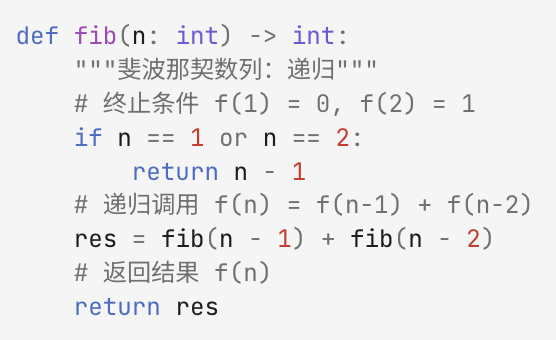 def fib(n: int) -> int:
    """斐波那契数列：递归"""
    # 终止条件 f(1) = 0, f(2) = 1
    if n == 1 or n == 2:
        return n - 1
    # 递归调用 f(n) = f(n-1) + f(n-2)
    res = fib(n - 1) + fib(n - 2)
    # 返回结果 f(n)
    return res